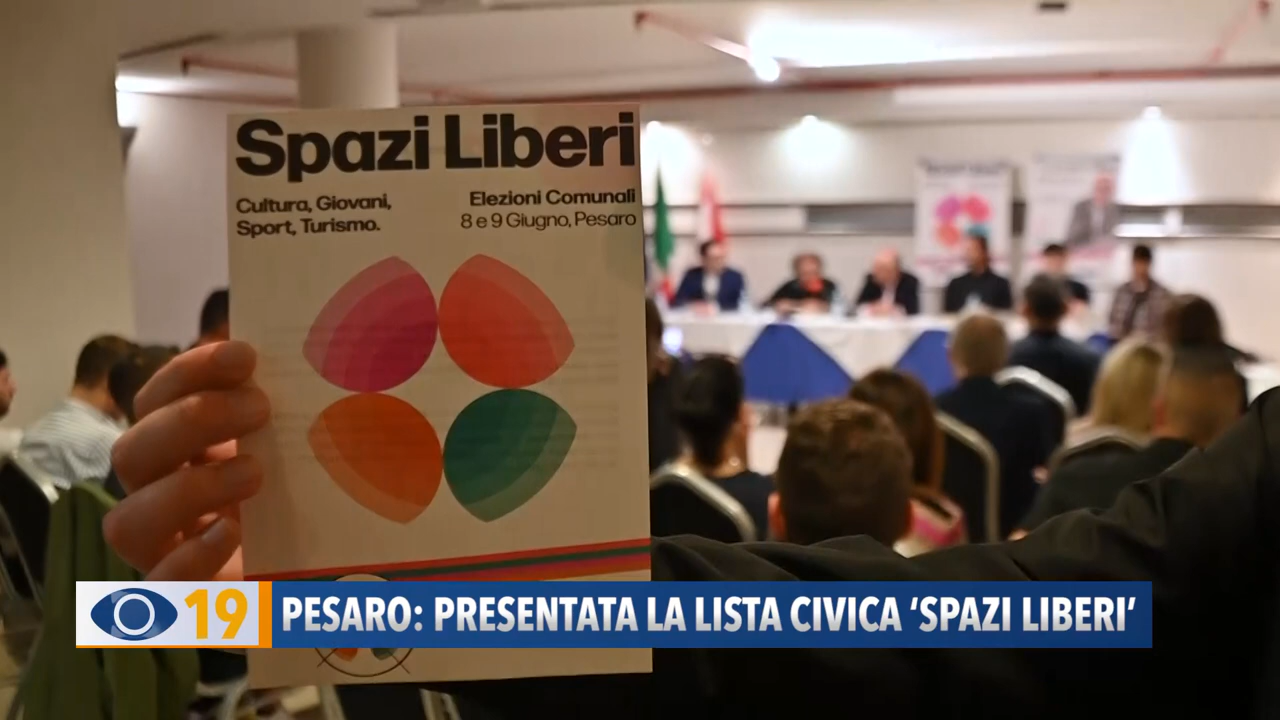 Spazi Liberi
Cultura, Giovani,
Sport, Turismo.
Elezioni Comunali
8 e 9 Giugno, Pesaro
19 PESARO: PRESENTATA LA LISTA CIVICA ‘SPAZI LIBERI’